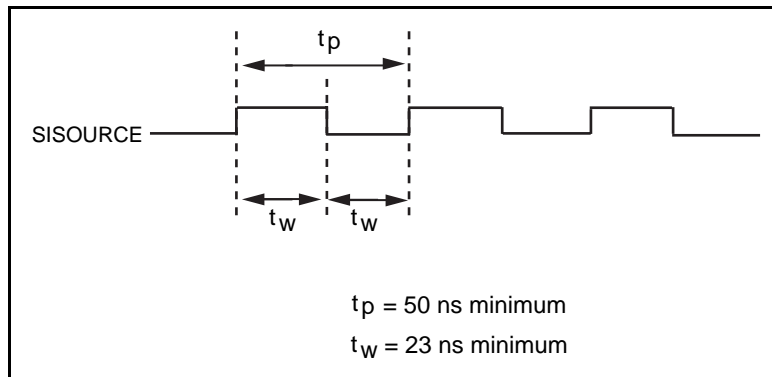 tp
SISOURCE
tw tw
tp = 50 ns minimum
tw = 23 ns minimum